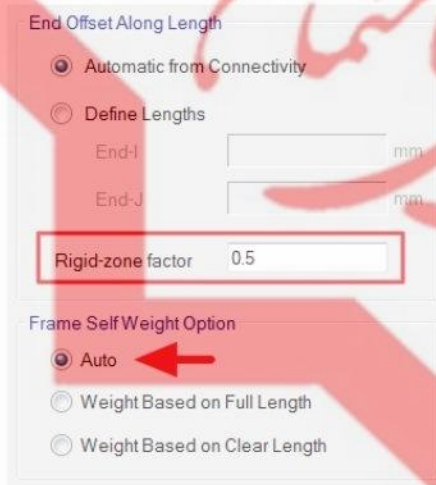 End Offset Along Length
Automatic from Connectivity
Define Lengths
End-I mm
End-J mm
Rigid-zone factor 0.5
Frame Self Weight Option
Auto
Weight Based on Full Length
Weight Based on Clear Length